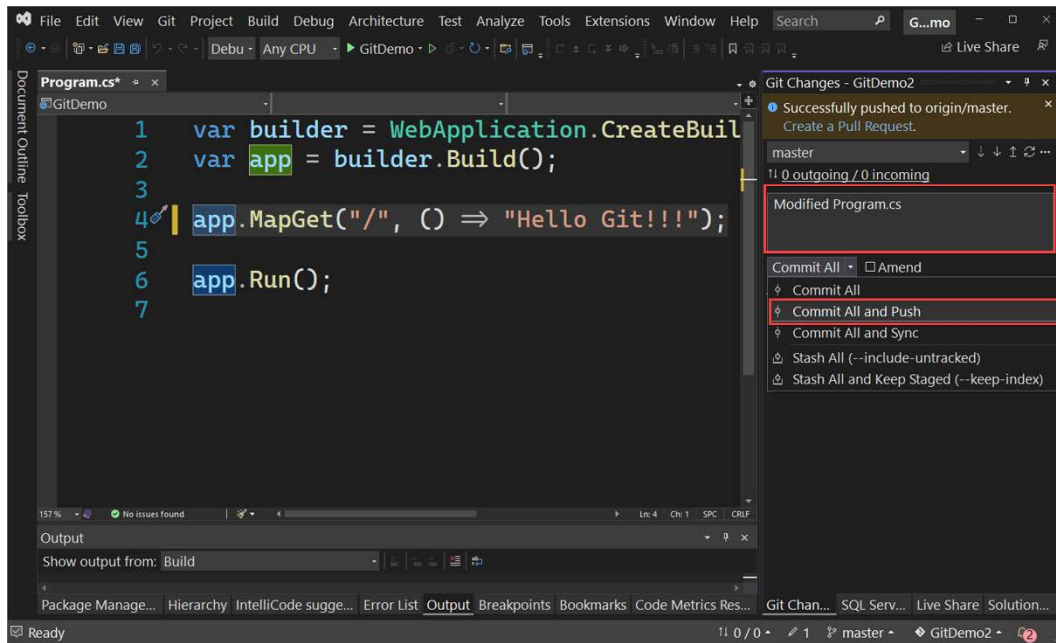 File Edit View Git Project Build Debug Architecture Test Analyze Tools Extensions Window Help Search G...mo
Debu Any CPU GitDemo Live Share
Document Outline
Toolbox
Program.cs*
GitDemo
1 var builder = WebApplication.CreateBuil
2 var app = builder.Build();
3
4 app.MapGet("/", () ⇒ "Hello Git!!!");
5
6 app.Run();
7
157 % No issues found Ln: 4 Ch: 1 SPC CRLF
Output
Show output from: Build
Package Manage... Hierarchy IntelliCode sugge... Error List Output Breakpoints Bookmarks Code Metrics Res...
Git Changes - GitDemo2
Successfully pushed to origin/master.
Create a Pull Request.
master
0 outgoing / 0 incoming
Modified Program.cs
Commit All Amend
Commit All
Commit All and Push
Commit All and Sync
Stash All (--include-untracked)
Stash All and Keep Staged (--keep-index)
Git Chan... SQL Serv... Live Share Solution...
Ready 0 / 0 1 master GitDemo2 2